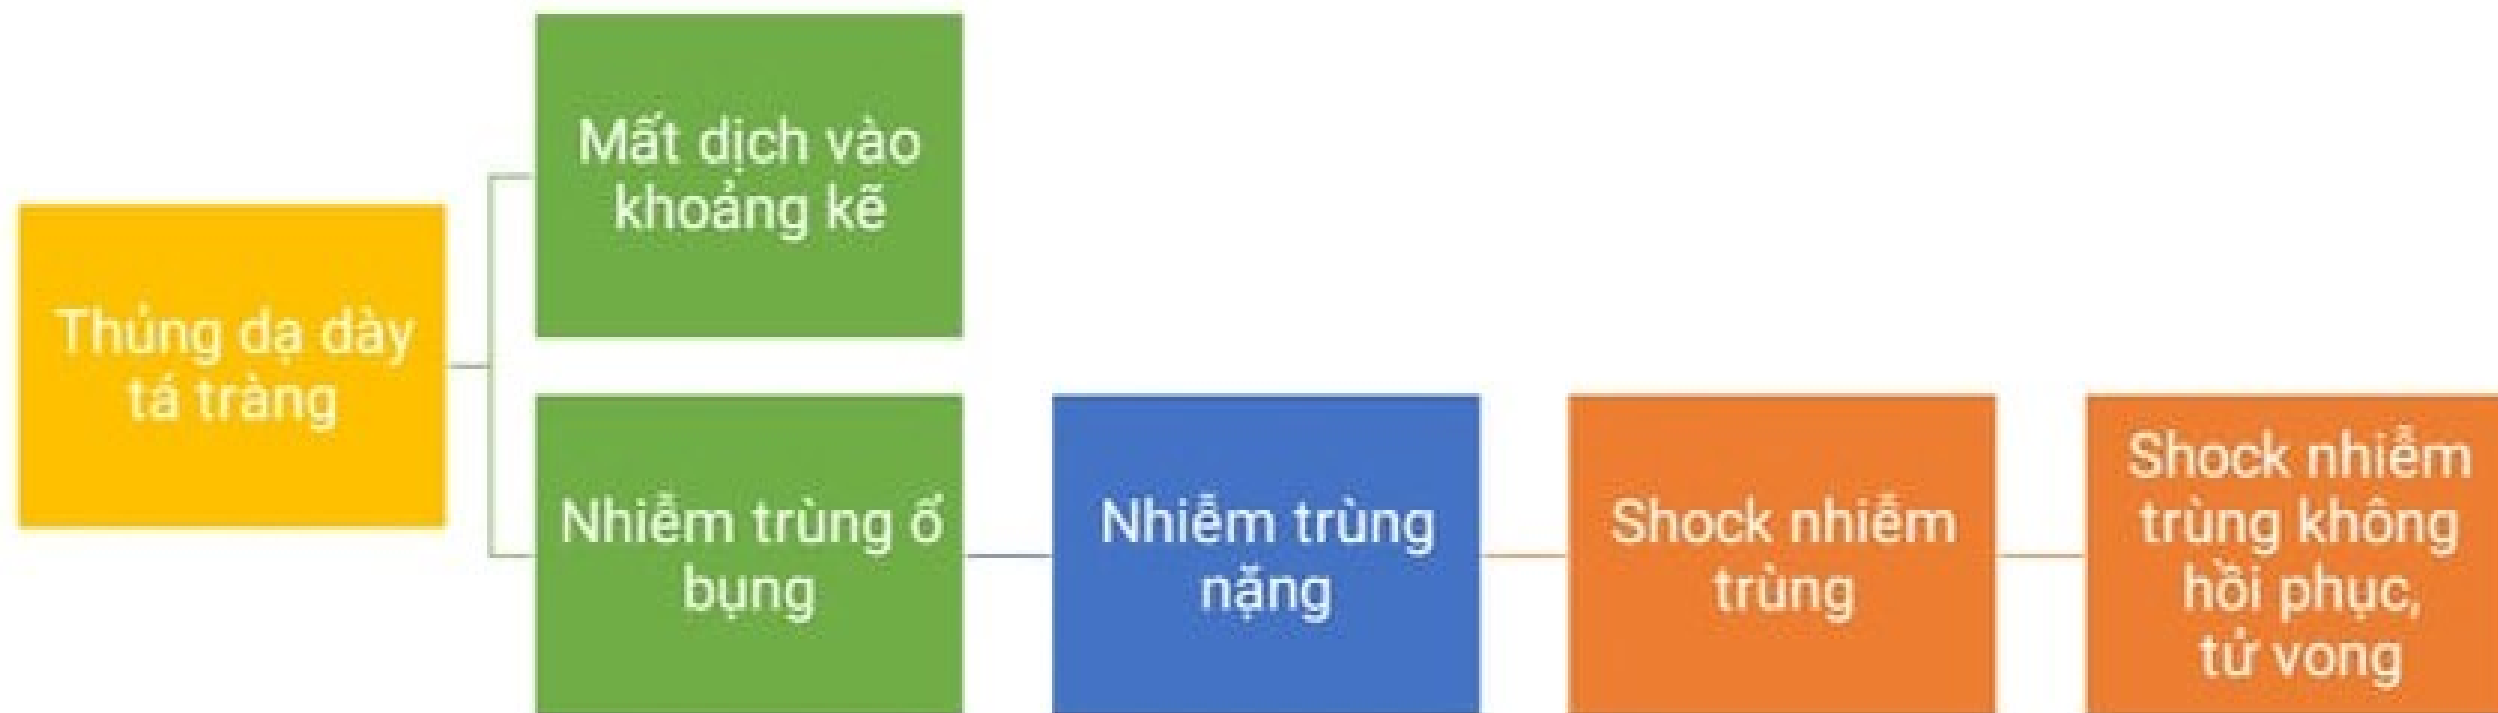 Mất dịch vào
khoảng kẽ
Thủng dạ dày
tá tràng
Nhiễm trùng ổ
bụng
Nhiễm trùng
nặng
Shock nhiễm
trùng
Shock nhiễm
trùng không
hồi phục,
tử vong